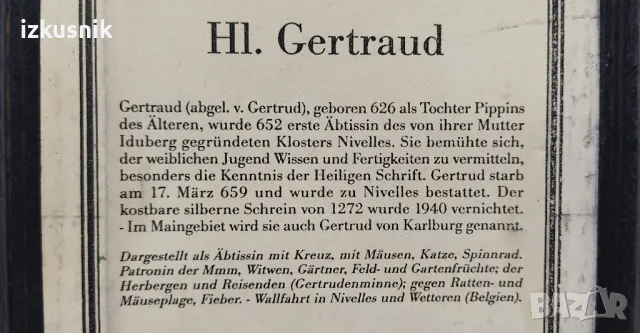 izkusnik
Hl. Gertraud
Gertraud (abgel. v. Gertrud), geboren 626 als Tochter Pippins
des Älteren, wurde 652 erste Äbtissin des von ihrer Mutter
Iduberg gegründeten Klosters Nivelles. Sie bemühte sich,
der weiblichen Jugend Wissen und Fertigkeiten zu vermitteln,
besonders die Kenntnis der Heiligen Schrift. Gertrud starb
am 17. März 659 und wurde zu Nivelles bestattet. Der
kostbare silberne Schrein von 1272 wurde 1940 vernichtet.
- Im Maingebiet wird sie auch Gertrud von Karlburg genannt.
Dargestellt als Äbtissin mit Kreuz, mit Mäusen, Katze, Spinnrad.
Patronin der Mmm, Witwen, Gärtner, Feld- und Gartenfrüchte; der
Herbergen und Reisenden (Gertrudenminne); gegen Ratten- und
Mäuseplage, Fieber. - Wallfahrt in Nivelles und Wetteren (Belgien).
BAZAR
bg